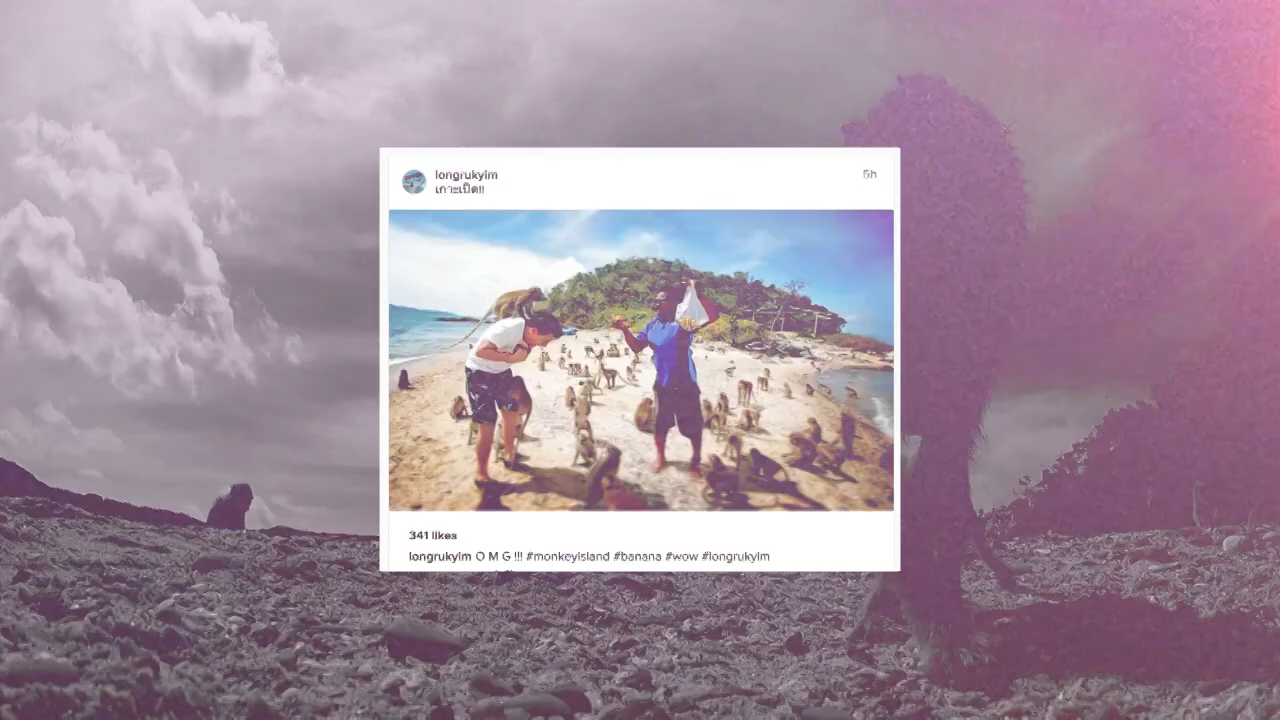 longrukyim
เกาะเป็ด!!
5h
341 likes
longrukyim O M G !!! #monkeyisland #banana #wow #longrukyim